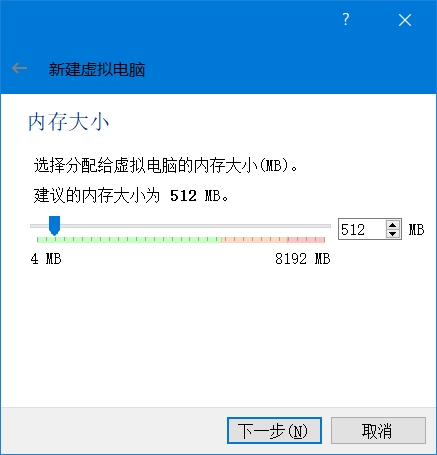 ?
新建虚拟电脑
内存大小
选择分配给虚拟电脑的内存大小(MB)。
建议的内存大小为 512 MB。
512 MB
4 MB 8192 MB
下一步(N) 取消